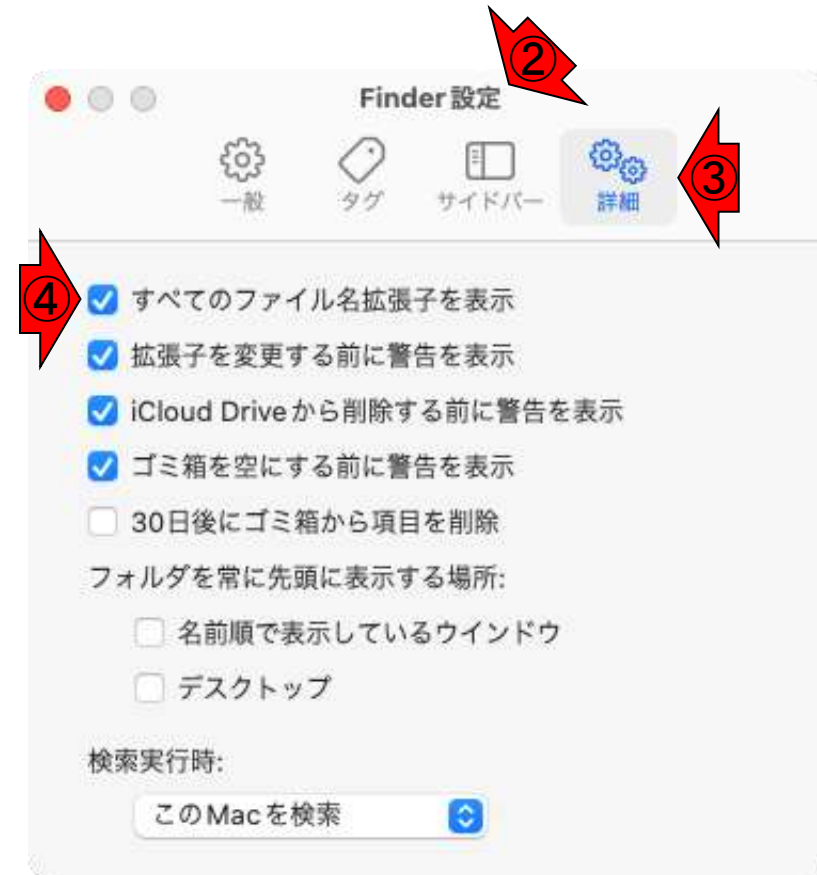 ②
Finder設定
一般 タグ サイドバー 詳細
③
④
すべてのファイル名拡張子を表示
拡張子を変更する前に警告を表示
iCloud Driveから削除する前に警告を表示
ゴミ箱を空にする前に警告を表示
30日後にゴミ箱から項目を削除
フォルダを常に先頭に表示する場所:
名前順で表示しているウインドウ
デスクトップ
検索実行時:
このMacを検索